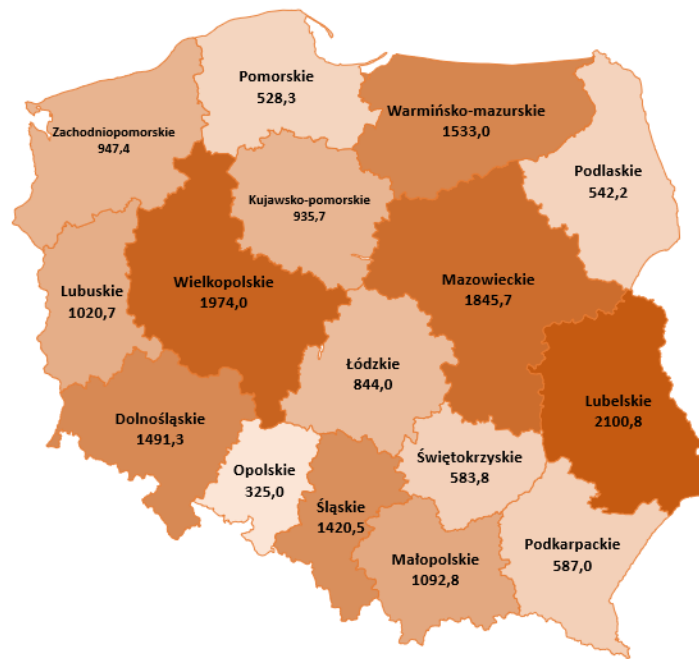 Pomorskie
528,3
Warmińsko-mazurskie
1533,0
Zachodniopomorskie
947,4
Podlaskie
542,2
Kujawsko-pomorskie
935,7
Lubuskie
1020,7
Wielkopolskie
1974,0
Mazowieckie
1845,7
Łódzkie
844,0
Lubelskie
2100,8
Dolnośląskie
1491,3
Opolskie
325,0
Świętokrzyskie
583,8
Śląskie
1420,5
Małopolskie
1092,8
Podkarpackie
587,0